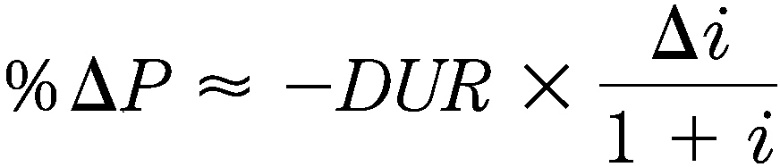 %ΔP ≈ −DUR × Δi / (1 + i)